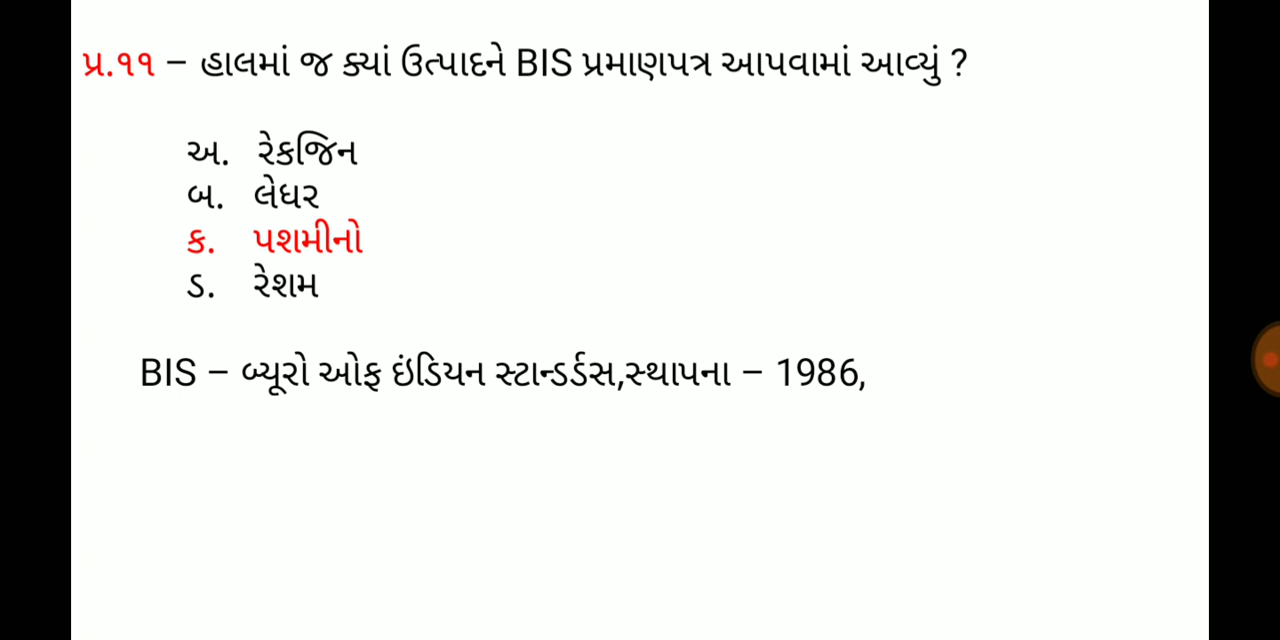 પ્ર.૧૧ – હાલમાં જ ક્યાં ઉત્પાદને BIS પ્રમાણપત્ર આપવામાં આવ્યું ?
અ. રેકજિન
બ. લેધર
ક. પશમીનો
ડ. રેશમ
BIS – બ્યૂરો ઓફ ઇંડિયન સ્ટાન્ડર્ડસ,સ્થાપના – 1986,